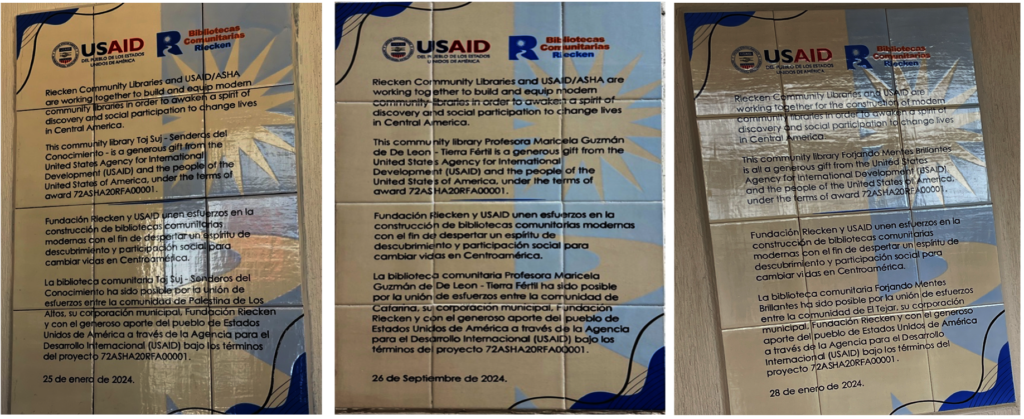 USAID
DEL PUEBLO DE LOS ESTADOS
UNIDOS DE AMÉRICA
R
Bibliotecas
Comunitarias
Riecken
Riecken Community Libraries and USAID/ASHA
are working together to build and equip modern
community libraries in order to awaken a spirit of
discovery and social participation to change lives
in Central America.
This community library Toj Suj - Senderos del
Conocimiento - is a generous gift from the
United States Agency for International
Development (USAID) and the people of the
United States of America, under the terms of
award 72ASHA20RFA00001.
Fundación Riecken y USAID unen esfuerzos en la
construcción de bibliotecas comunitarias
modernas con el fin de despertar un espíritu de
descubrimiento y participación social para
cambiar vidas en Centroamérica.
La biblioteca comunitaria Toj Suj - Senderos del
Conocimiento ha sido posible por la unión de
esfuerzos entre la comunidad de Palestina de Los
Altos, su corporación municipal, Fundación Riecken
y con el generoso aporte del pueblo de Estados
Unidos de América a través de la Agencia para el
Desarrollo Internacional (USAID) bajo los términos
del proyecto 72ASHA20RFA00001.
25 de enero de 2024.
USAID
DEL PUEBLO DE LOS ESTADOS
UNIDOS DE AMÉRICA
R
Bibliotecas
Comunitarias
Riecken
Riecken Community Libraries and USAID/ASHA are
working together to build and equip modern
community libraries in order to awaken a spirit of
discovery and social participation to change lives
in Central America.
This community library Profesora Maricela Guzmán
de De Leon - Tierra Fértil is a generous gift from the
United States Agency for International
Development (USAID) and the people of the
United States of America, under the terms of
award 72ASHA20RFA00001.
Fundación Riecken y USAID unen esfuerzos en la
construcción de bibliotecas comunitarias modernas
con el fin de despertar un espíritu de
descubrimiento y participación social para
cambiar vidas en Centroamérica.
La biblioteca comunitaria Profesora Maricela
Guzmán de De Leon - Tierra Fértil ha sido posible
por la unión de esfuerzos entre la comunidad de
Catarina, su corporación municipal, Fundación
Riecken y con el generoso aporte del pueblo de
Estados Unidos de América a través de la Agencia
para el Desarrollo Internacional (USAID) bajo los
términos del proyecto 72ASHA20RFA00001.
26 de Septiembre de 2024.
USAID
DEL PUEBLO DE LOS ESTADOS
UNIDOS DE AMÉRICA
R
Bibliotecas
Comunitarias
Riecken
Riecken Community Libraries and USAID are
working together for the construction of modern
community libraries in order to awaken a spirit of
discovery and social participation to change lives
in Central America.
This community library Forjando Mentes Brillantes
is all a generous gift from the United States
Agency for International Development (USAID)
and the people of the United States of America,
under the terms of award 72ASHA20RFA00001.
Fundación Riecken y USAID unen esfuerzos en la
construcción de bibliotecas comunitarias
modernas con el fin de despertar un espíritu de
descubrimiento y participación social para
cambiar vidas en Centroamérica.
La biblioteca comunitaria Forjando Mentes
Brillantes ha sido posible por la unión de esfuerzos
entre la comunidad de El Tejar, su corporación
municipal, Fundación Riecken y con el generoso
aporte del pueblo de Estados Unidos de América
a través de la Agencia para el Desarrollo
Internacional (USAID) bajo los términos del
proyecto 72ASHA20RFA00001.
28 de enero de 2024.